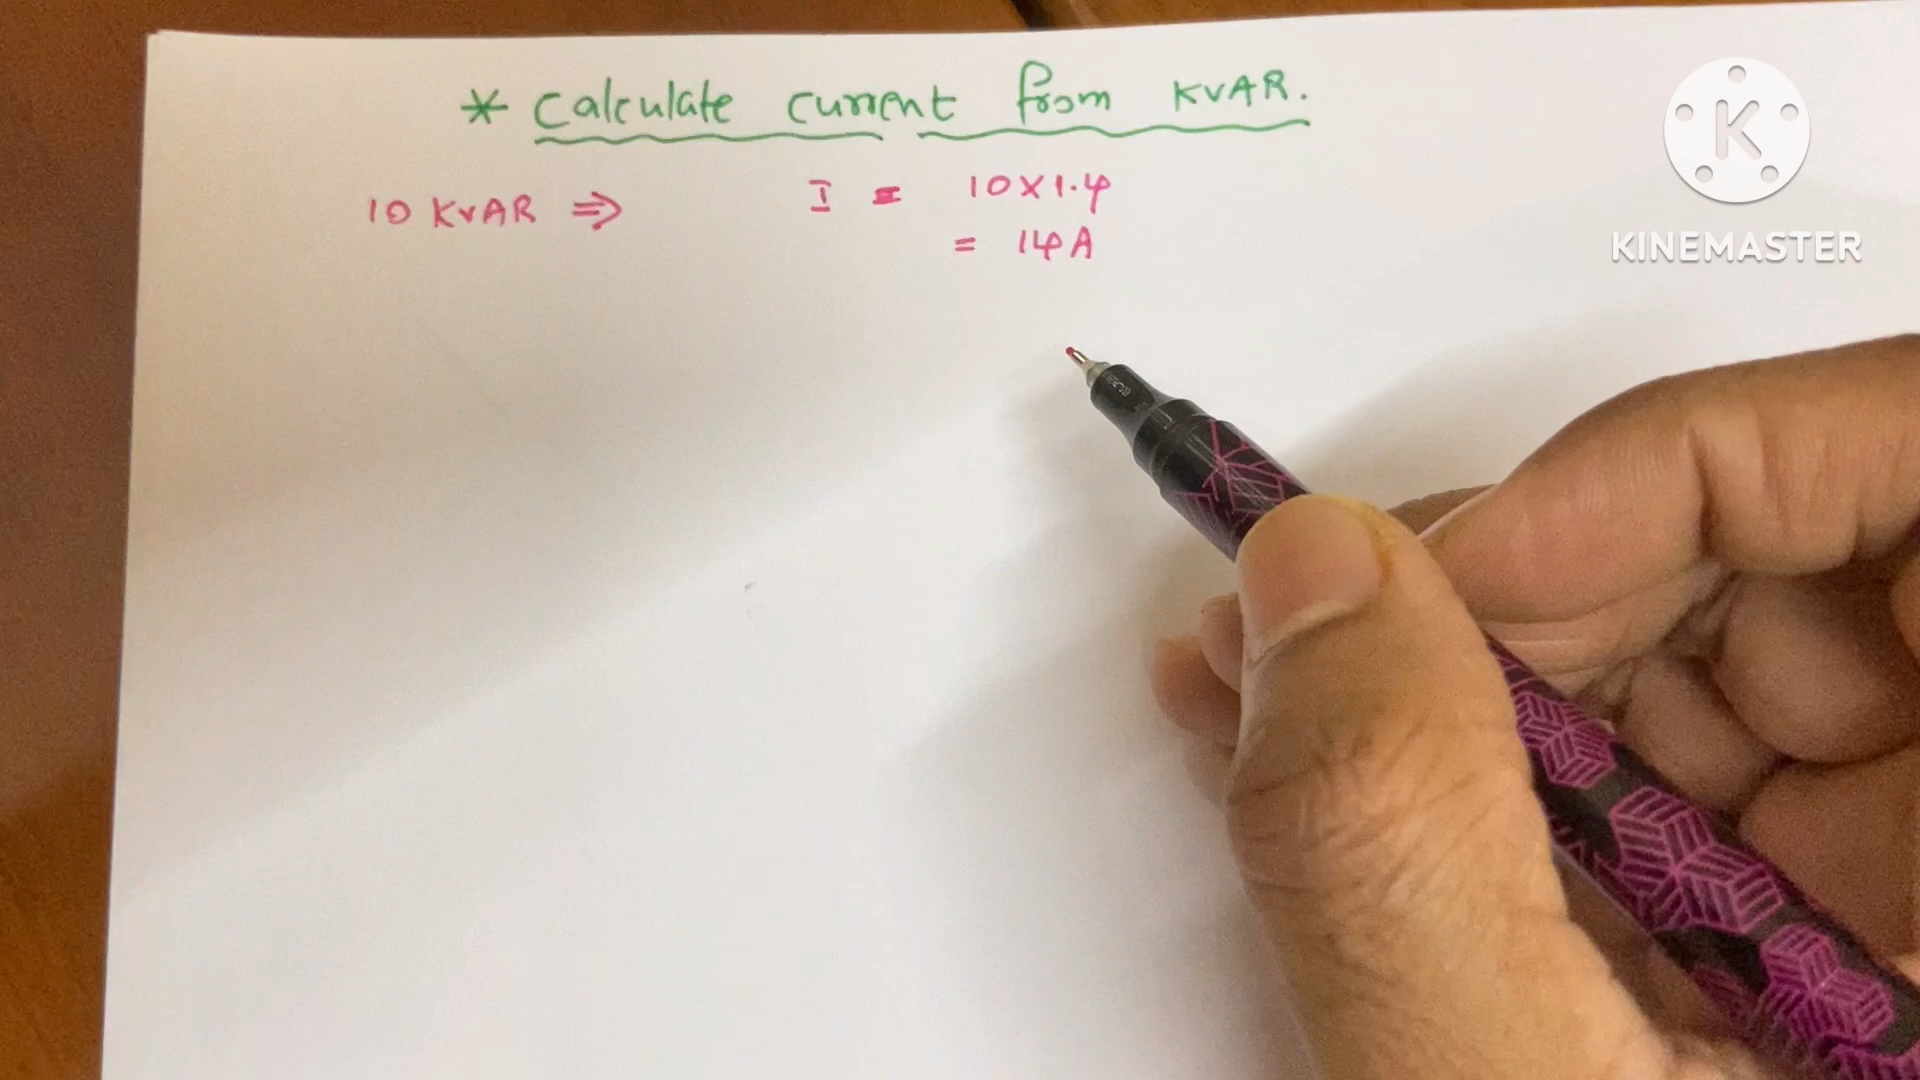 * Calculate current from KVAR.
10 KVAR ⇒ I = 10 X 1.4
= 14A
K
KINEMASTER